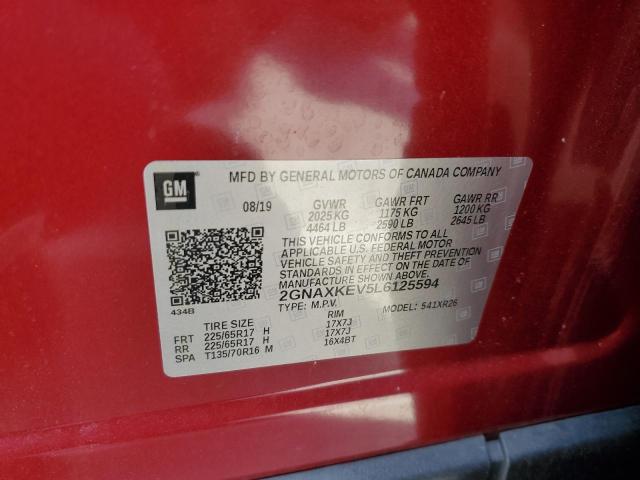 GM
MFD BY GENERAL MOTORS OF CANADA COMPANY
08/19 GVWR GAWR FRT GAWR RR
2025 KG 1175 KG 1200 KG
4464 LB 2590 LB 2645 LB
THIS VEHICLE CONFORMS TO ALL
APPLICABLE U.S. FEDERAL MOTOR
VEHICLE SAFETY AND THEFT PREVENTION
STANDARDS IN EFFECT ON THE DATE OF
MANUFACTURE SHOWN ABOVE.
2GNAXKEV5L6125594
434B TYPE: M.P.V. MODEL: 541XR26
TIRE SIZE RIM
FRT 225/65R17 H 17X7J
RR 225/65R17 H 17X7J
SPA T135/70R16 M 16X4BT